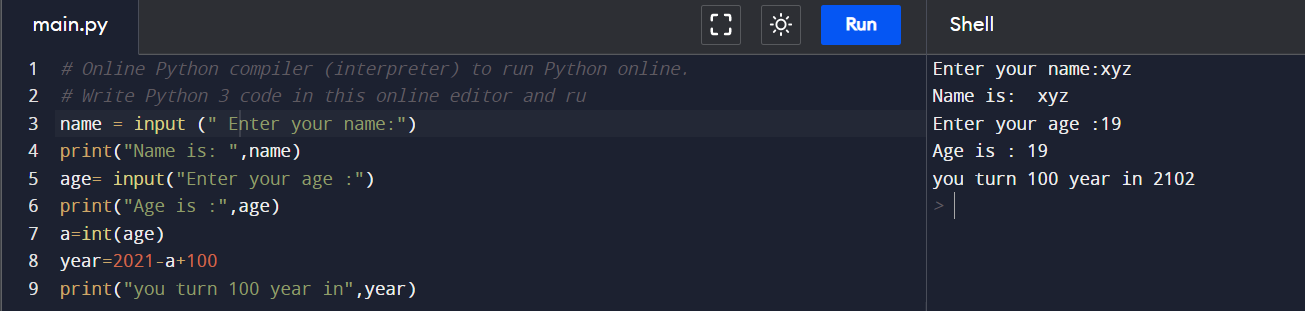 main.py
Run
Shell
1 # Online Python compiler (interpreter) to run Python online.
2 # Write Python 3 code in this online editor and ru
3 name = input (" Enter your name:")
4 print("Name is: ",name)
5 age= input("Enter your age :")
6 print("Age is :",age)
7 a=int(age)
8 year=2021-a+100
9 print("you turn 100 year in",year)
Enter your name:xyz
Name is:  xyz
Enter your age :19
Age is : 19
you turn 100 year in 2102
>